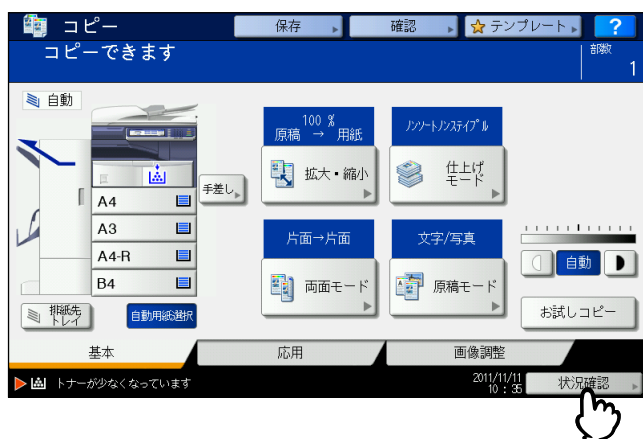 コピー
保存
確認
テンプレート
?
コピーできます
部数
1
自動
100 %
原稿 → 用紙
ノンソートノンステイプル
拡大・縮小
仕上げ
モード
手差し
A4
A3
A4-R
B4
片面→片面
文字/写真
両面モード
原稿モード
自動
排紙先
トレイ
自動用紙選択
お試しコピー
基本
応用
画像調整
トナーが少なくなっています
2011/11/11
10:35
状況確認